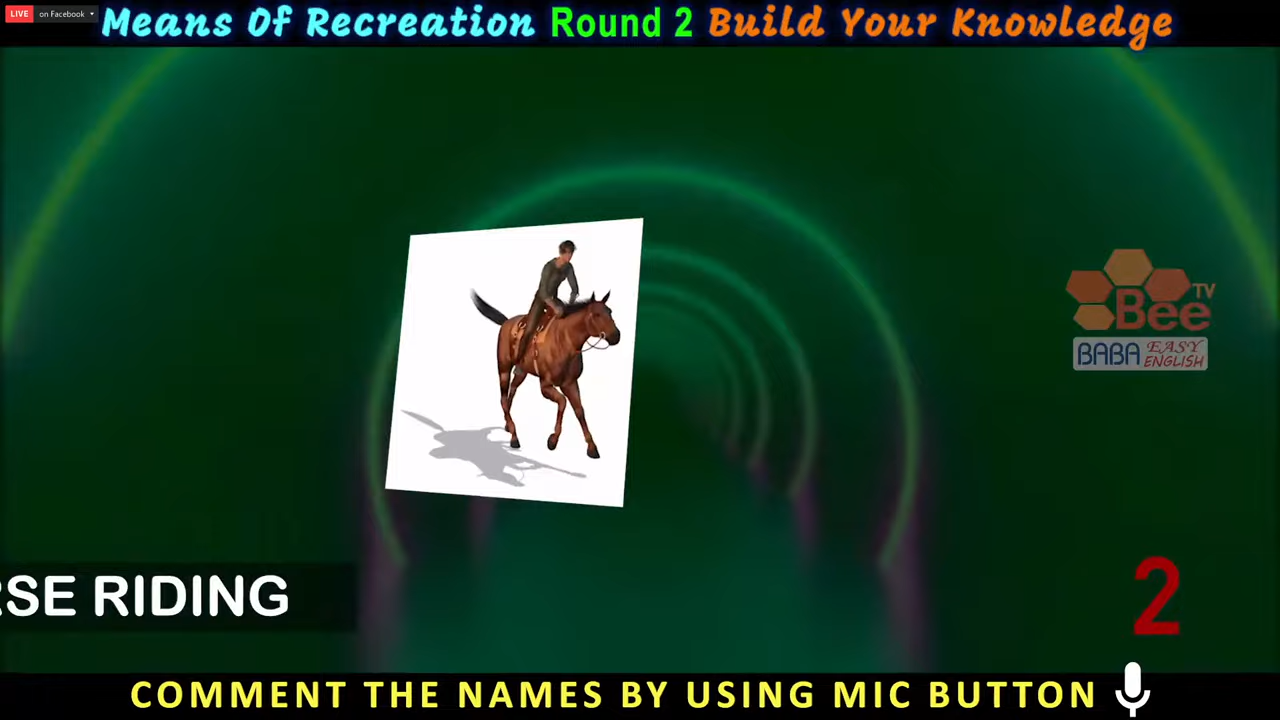 LIVE on Facebook
Means Of Recreation Round 2 Build Your Knowledge
Bee TV
BABA EASY ENGLISH
RSE RIDING
2
COMMENT THE NAMES BY USING MIC BUTTON